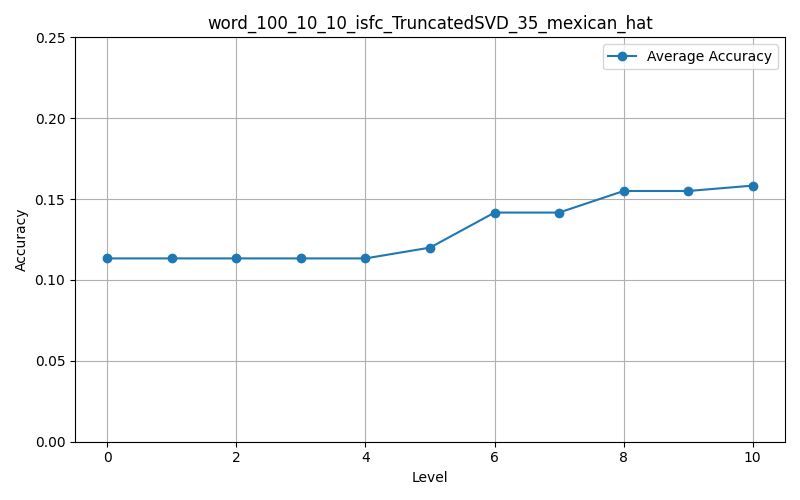 word_100_10_10_isfc_TruncatedSVD_35_mexican_hat
Average Accuracy
0.25
0.20
0.15
0.10
0.05
0.00
Accuracy
0 2 4 6 8 10
Level